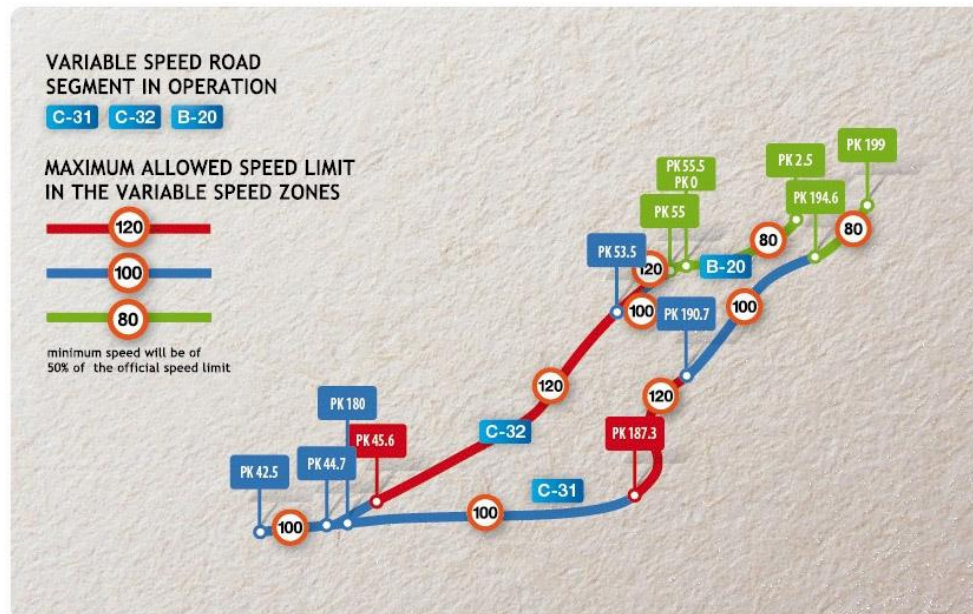 VARIABLE SPEED ROAD
SEGMENT IN OPERATION
C-31 C-32 B-20
MAXIMUM ALLOWED SPEED LIMIT
IN THE VARIABLE SPEED ZONES
120
100
80
minimum speed will be of
50% of the official speed limit
PK 199
PK 2.5
PK 55.5
PK 0
PK 194.6
PK 55
80
80
PK 53.5
120
B-20
100
100
PK 190.7
120
120
PK 180
PK 45.6
C-32
PK 187.3
PK 44.7
PK 42.5
C-31
100
100